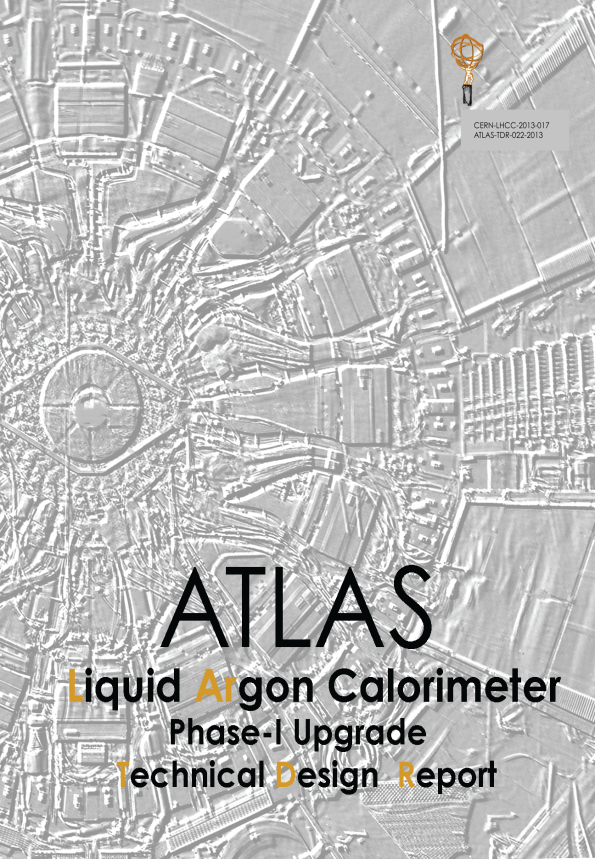 CERN-LHCC-2013-017
ATLAS-TDR-022-2013
ATLAS
Liquid Argon Calorimeter
Phase-I Upgrade
Technical Design Report